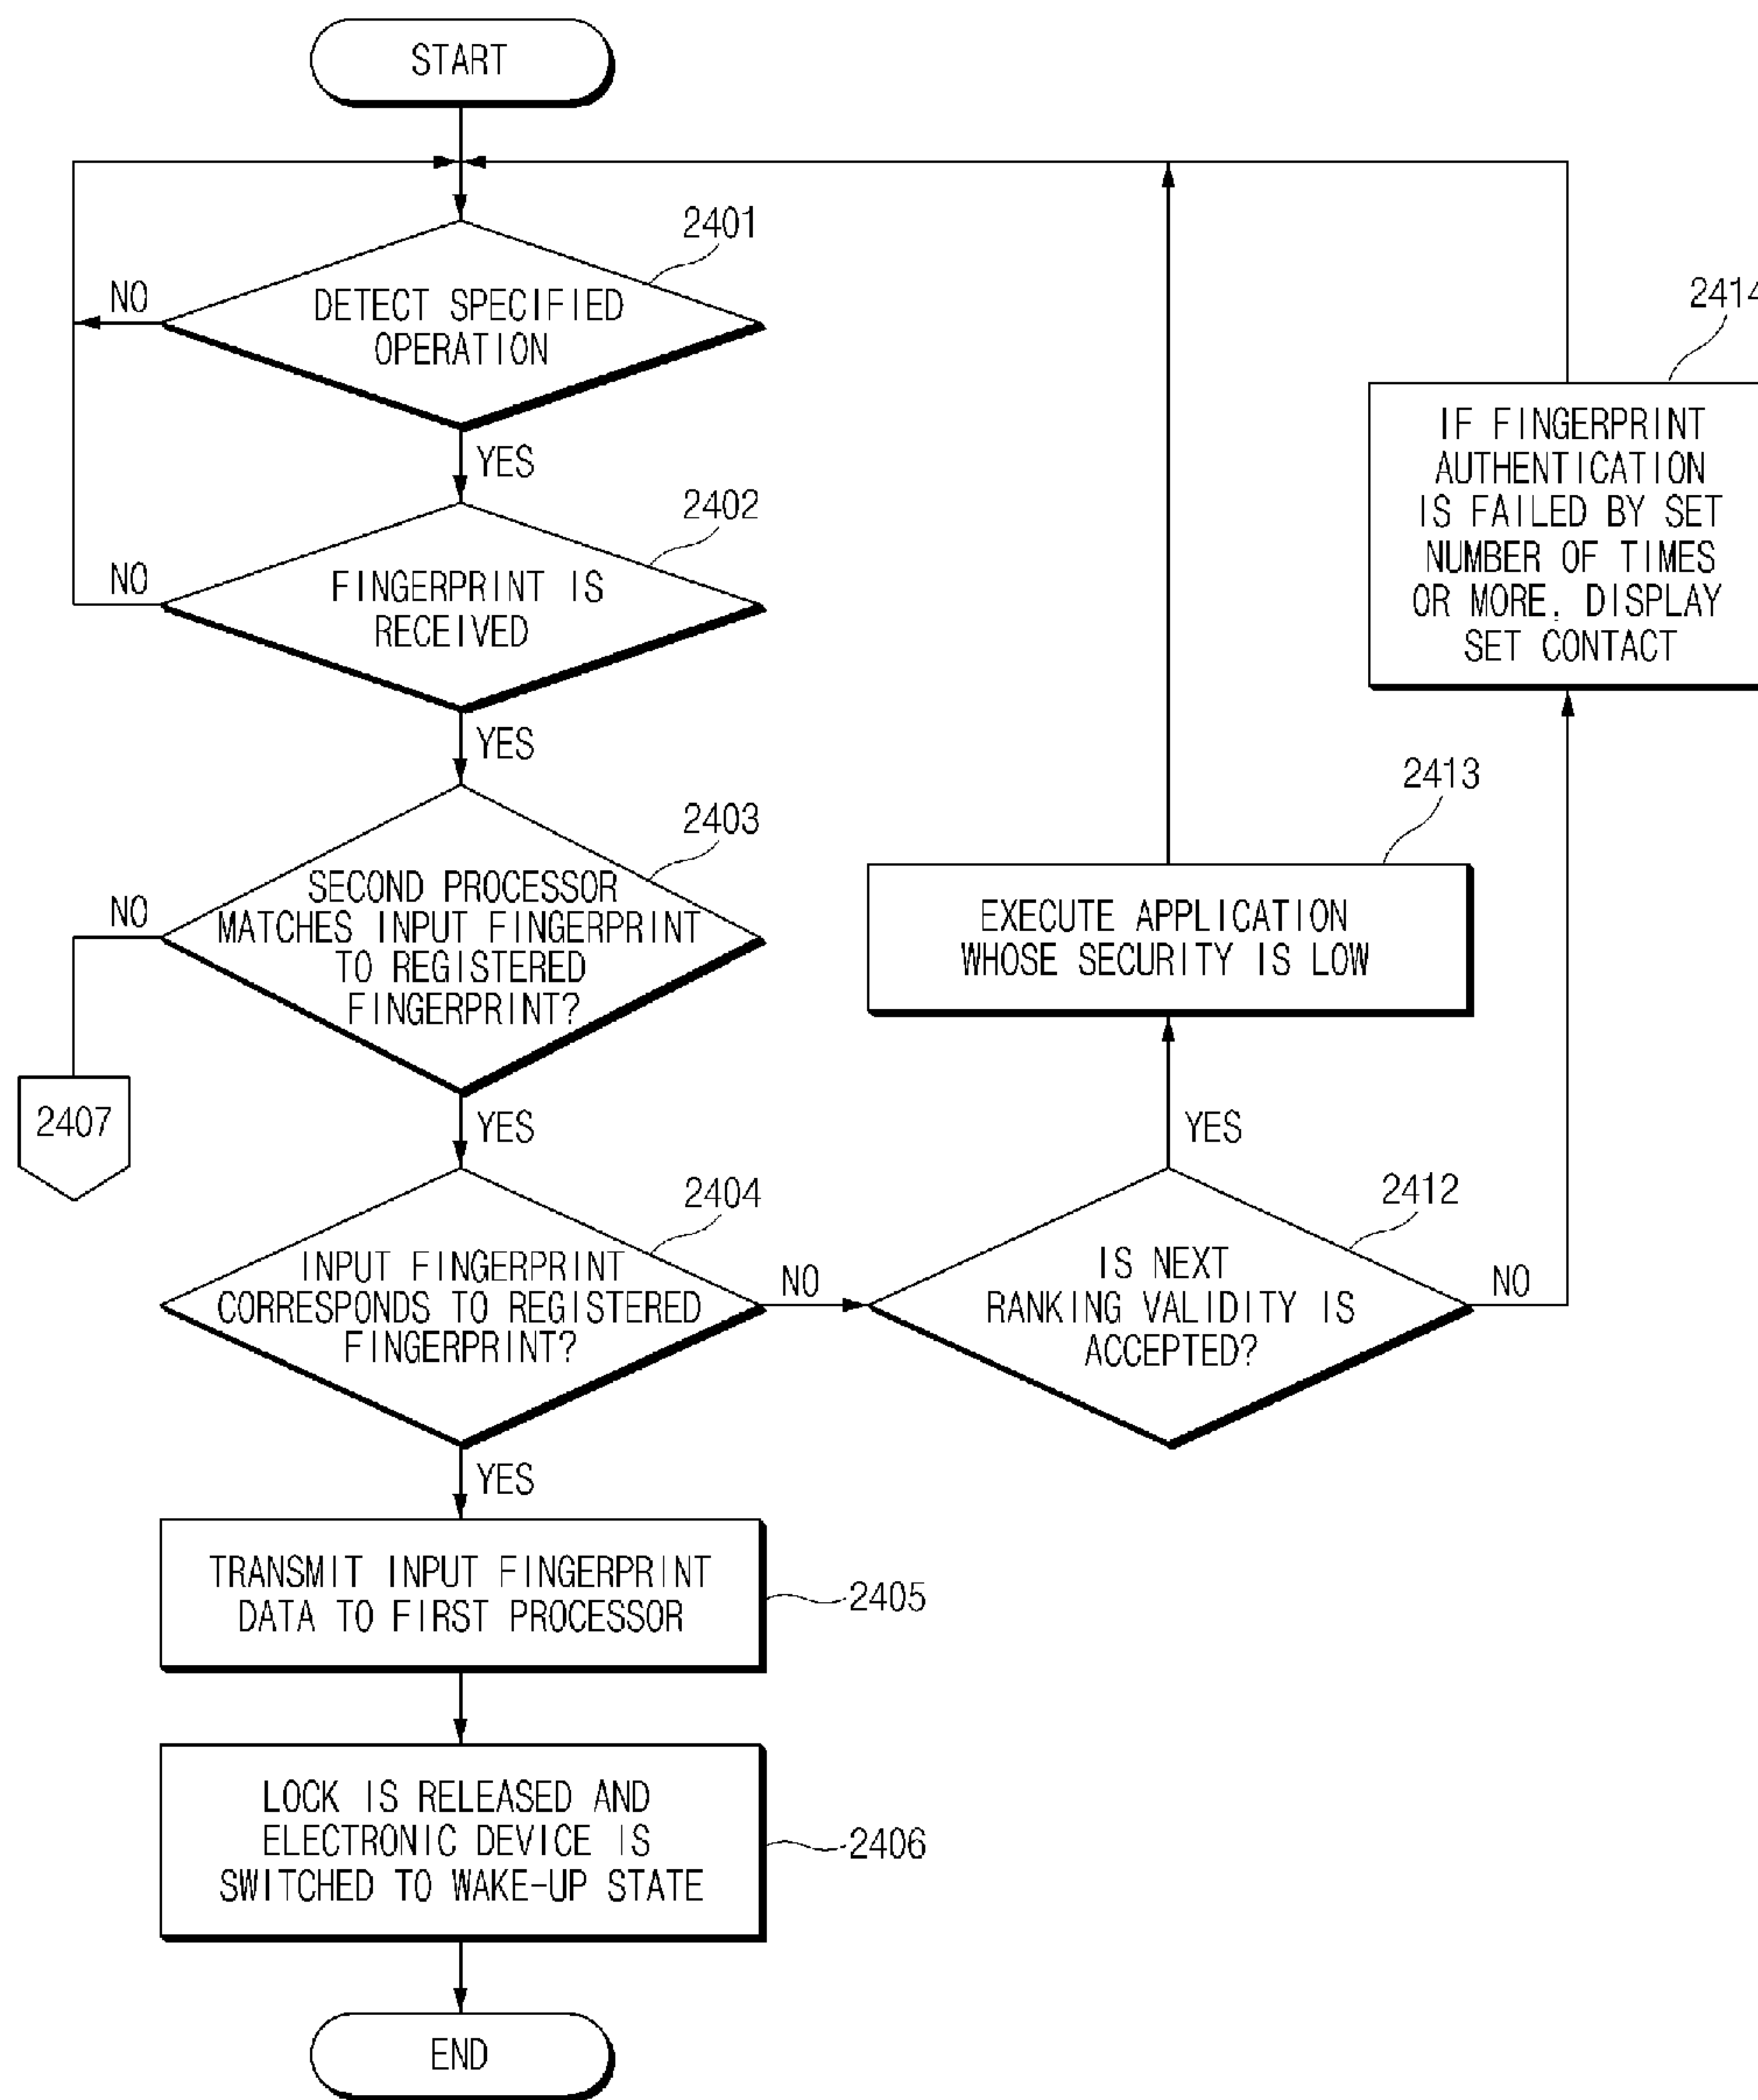 START
2401
NO
DETECT SPECIFIED
OPERATION
YES
2402
NO
FINGERPRINT IS
RECEIVED
YES
2403
NO
SECOND PROCESSOR
MATCHES INPUT FINGERPRINT
TO REGISTERED
FINGERPRINT?
2407
YES
2404
INPUT FINGERPRINT
CORRESPONDS TO REGISTERED
FINGERPRINT?
NO
YES
TRANSMIT INPUT FINGERPRINT
DATA TO FIRST PROCESSOR
2405
LOCK IS RELEASED AND
ELECTRONIC DEVICE IS
SWITCHED TO WAKE-UP STATE
2406
END
2412
IS NEXT
RANKING VALIDITY IS
ACCEPTED?
YES
NO
2413
EXECUTE APPLICATION
WHOSE SECURITY IS LOW
2414
IF FINGERPRINT
AUTHENTICATION
IS FAILED BY SET
NUMBER OF TIMES
OR MORE, DISPLAY
SET CONTACT